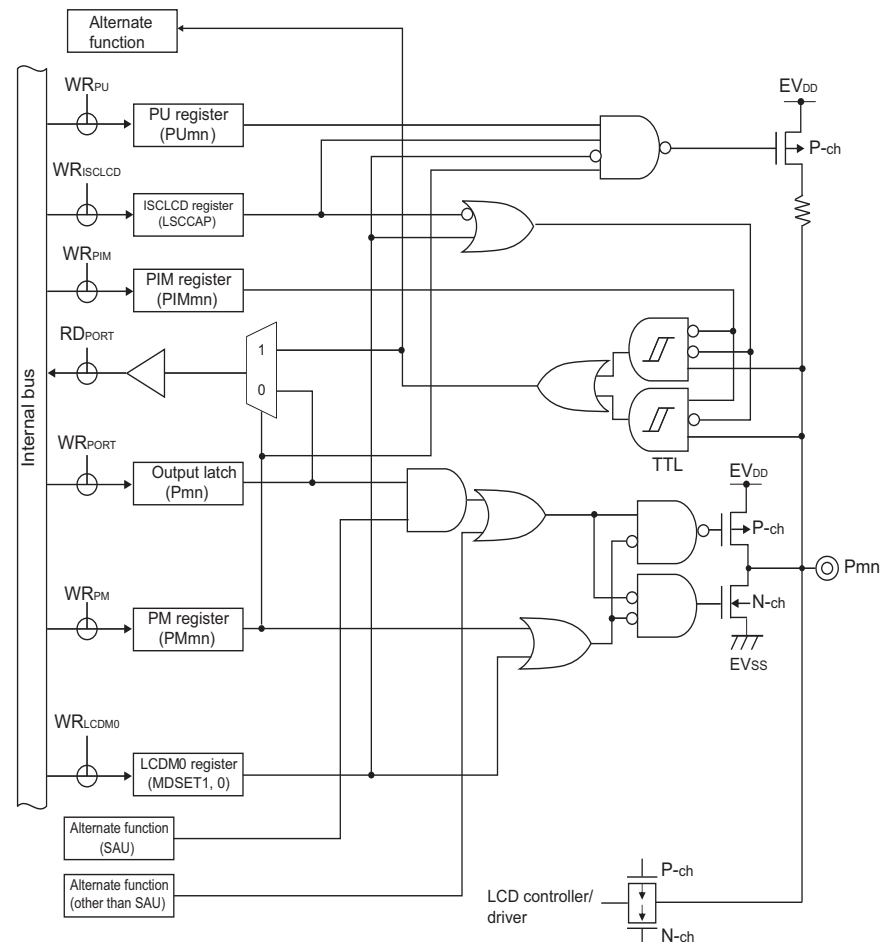 Alternate
function
WRPU
PU register
(PUmn)
EVDD
P-ch
WRISCLCD
ISCLCD register
(LSCCAP)
WRPIM
PIM register
(PIMmn)
RDPORT
1
0
Internal bus
WRPORT
Output latch
(Pmn)
TTL
EVDD
P-ch
Pmn
WRPM
PM register
(PMmn)
N-ch
EVSS
WRLCDM0
LCDM0 register
(MDSET1, 0)
Alternate function
(SAU)
Alternate function
(other than SAU)
P-ch
LCD controller/
driver
N-ch